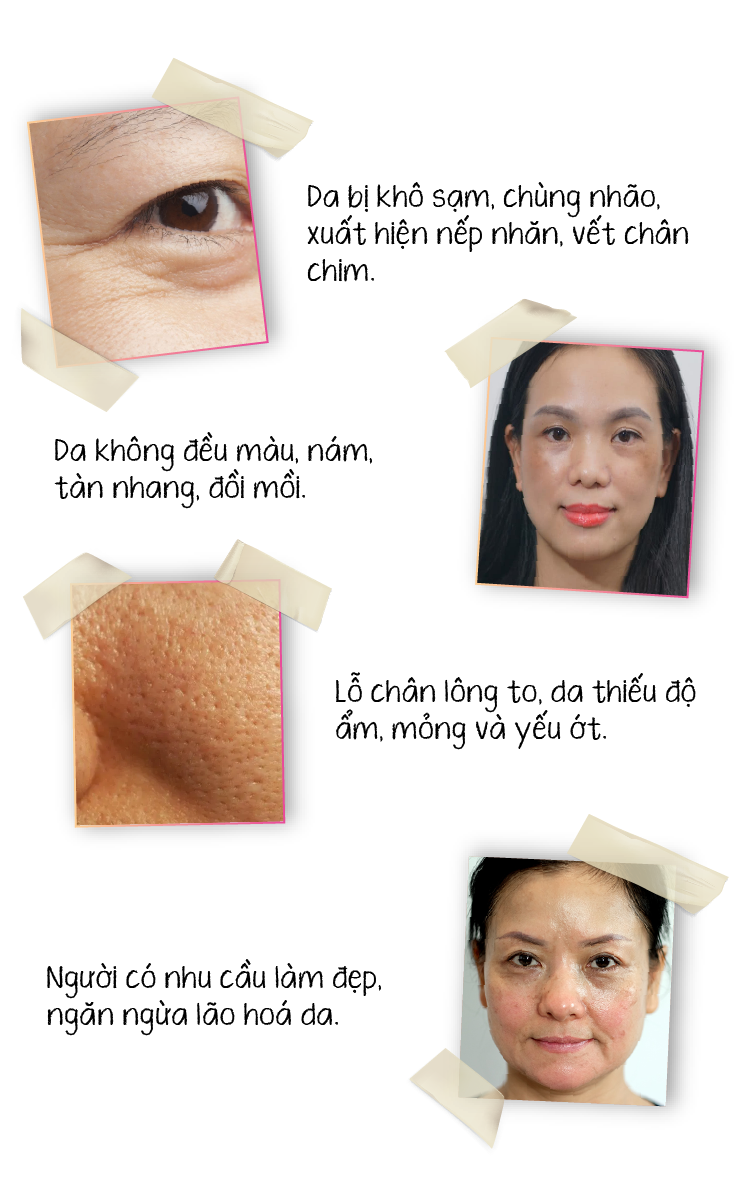 Da bị khô sạm, chùng nhão,
xuất hiện nếp nhăn, vết chân
chim.
Da không đều màu, nám,
tàn nhang, đồi mồi.
Lỗ chân lông to, da thiếu độ
ẩm, mỏng và yếu ớt.
Người có nhu cầu làm đẹp,
ngăn ngừa lão hoá da.